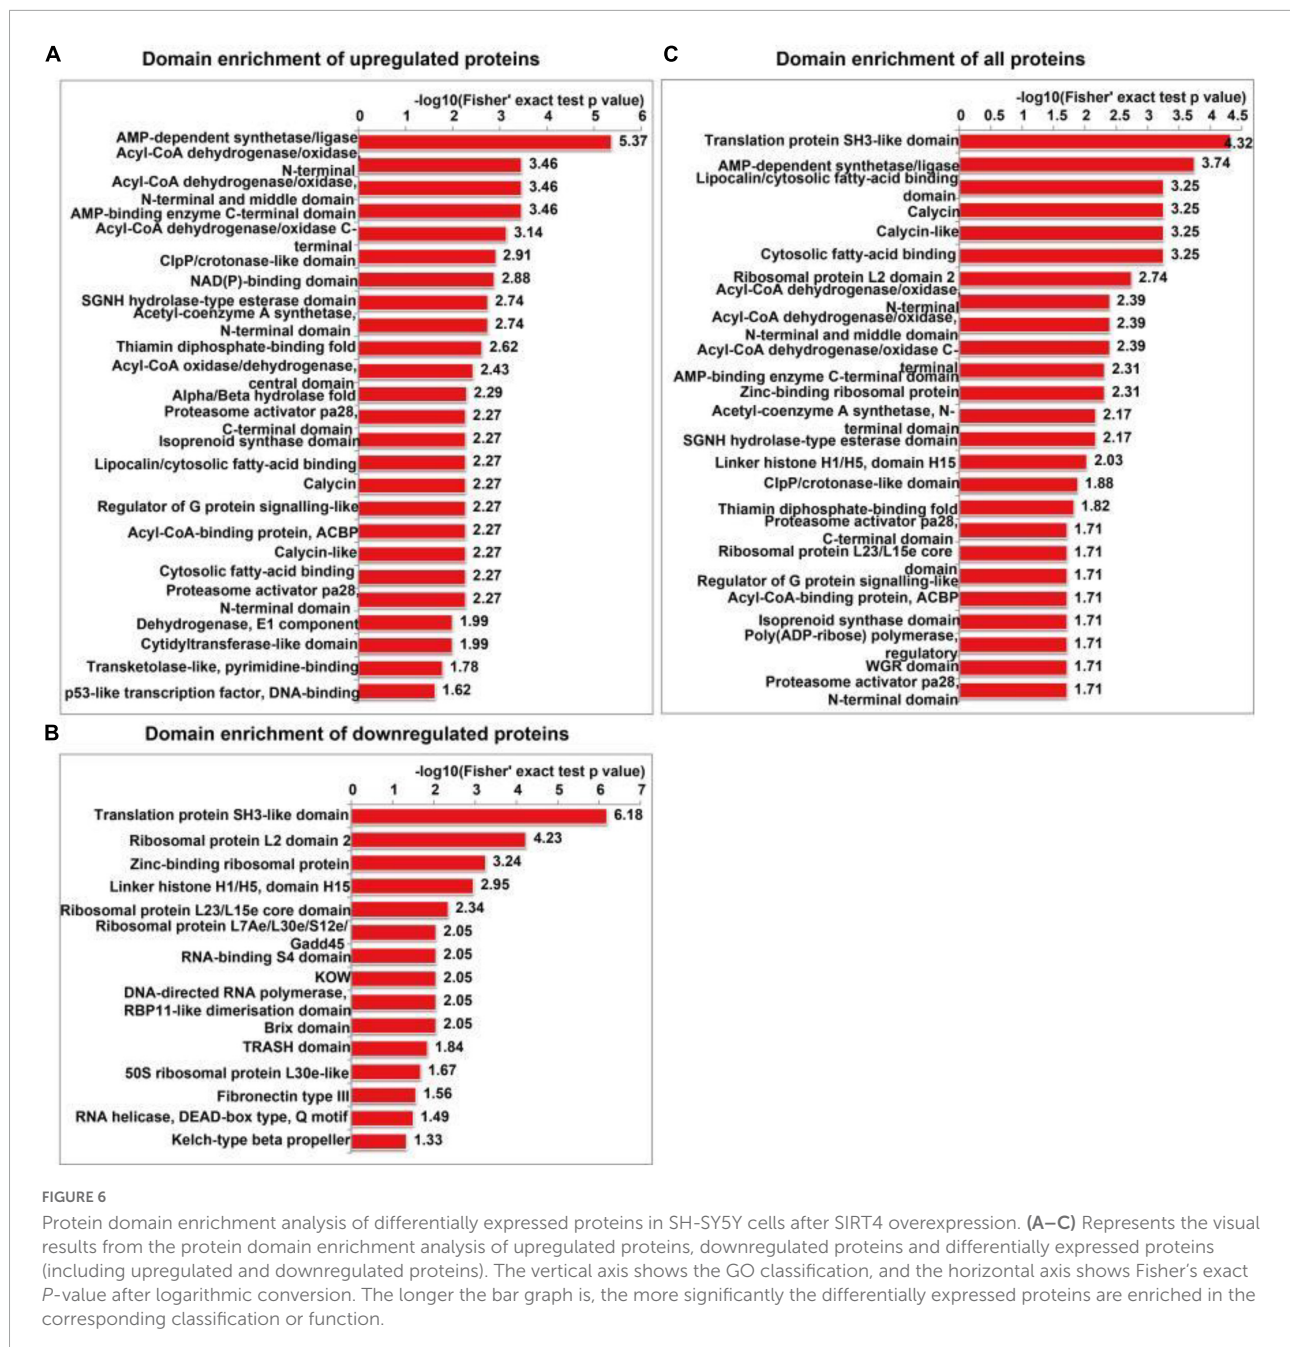 A Domain enrichment of upregulated proteins
-log10(Fisher' exact test p value)
0 1 2 3 4 5 6
AMP-dependent synthetase/ligase 5.37
Acyl-CoA dehydrogenase/oxidase,
N-terminal 3.46
Acyl-CoA dehydrogenase/oxidase,
N-terminal and middle domain 3.46
AMP-binding enzyme C-terminal domain 3.46
Acyl-CoA dehydrogenase/oxidase C-
terminal 3.14
ClpP/crotonase-like domain 2.91
NAD(P)-binding domain 2.88
SGNH hydrolase-type esterase domain 2.74
Acetyl-coenzyme A synthetase,
N-terminal domain 2.74
Thiamin diphosphate-binding fold 2.62
Acyl-CoA oxidase/dehydrogenase,
central domain 2.43
Alpha/Beta hydrolase fold 2.29
Proteasome activator pa28,
C-terminal domain 2.27
Isoprenoid synthase domain 2.27
Lipocalin/cytosolic fatty-acid binding 2.27
Calycin 2.27
Regulator of G protein signalling-like 2.27
Acyl-CoA-binding protein, ACBP 2.27
Calycin-like 2.27
Cytosolic fatty-acid binding 2.27
Proteasome activator pa28,
N-terminal domain 2.27
Dehydrogenase, E1 component 1.99
Cytidyltransferase-like domain 1.99
Transketolase-like, pyrimidine-binding 1.78
p53-like transcription factor, DNA-binding 1.62
C Domain enrichment of all proteins
-log10(Fisher' exact test p value)
0 0.5 1 1.5 2 2.5 3 3.5 4 4.5
Translation protein SH3-like domain 4.32
AMP-dependent synthetase/ligase 3.74
Lipocalin/cytosolic fatty-acid binding
domain 3.25
Calycin 3.25
Calycin-like 3.25
Cytosolic fatty-acid binding 3.25
Ribosomal protein L2 domain 2 2.74
Acyl-CoA dehydrogenase/oxidase,
N-terminal 2.39
Acyl-CoA dehydrogenase/oxidase,
N-terminal and middle domain 2.39
Acyl-CoA dehydrogenase/oxidase C-
terminal 2.39
AMP-binding enzyme C-terminal domain 2.31
Zinc-binding ribosomal protein 2.31
Acetyl-coenzyme A synthetase, N-
terminal domain 2.17
SGNH hydrolase-type esterase domain 2.17
Linker histone H1/H5, domain H15 2.03
ClpP/crotonase-like domain 1.88
Thiamin diphosphate-binding fold 1.82
Proteasome activator pa28,
C-terminal domain 1.71
Ribosomal protein L23/L15e core
domain 1.71
Regulator of G protein signalling-like 1.71
Acyl-CoA-binding protein, ACBP 1.71
Isoprenoid synthase domain 1.71
Poly(ADP-ribose) polymerase,
regulatory 1.71
WGR domain 1.71
Proteasome activator pa28,
N-terminal domain 1.71
B Domain enrichment of downregulated proteins
-log10(Fisher' exact test p value)
0 1 2 3 4 5 6 7
Translation protein SH3-like domain 6.18
Ribosomal protein L2 domain 2 4.23
Zinc-binding ribosomal protein 3.24
Linker histone H1/H5, domain H15 2.95
Ribosomal protein L23/L15e core domain 2.34
Ribosomal protein L7Ae/L30e/S12e/
Gadd45 2.05
RNA-binding S4 domain 2.05
KOW 2.05
DNA-directed RNA polymerase,
RBP11-like dimerisation domain 2.05
Brix domain 2.05
TRASH domain 1.84
50S ribosomal protein L30e-like 1.67
Fibronectin type III 1.56
RNA helicase, DEAD-box type, Q motif 1.49
Kelch-type beta propeller 1.33
FIGURE 6
Protein domain enrichment analysis of differentially expressed proteins in SH-SY5Y cells after SIRT4 overexpression. (A–C) Represents the visual
results from the protein domain enrichment analysis of upregulated proteins, downregulated proteins and differentially expressed proteins
(including upregulated and downregulated proteins). The vertical axis shows the GO classification, and the horizontal axis shows Fisher's exact
P-value after logarithmic conversion. The longer the bar graph is, the more significantly the differentially expressed proteins are enriched in the
corresponding classification or function.